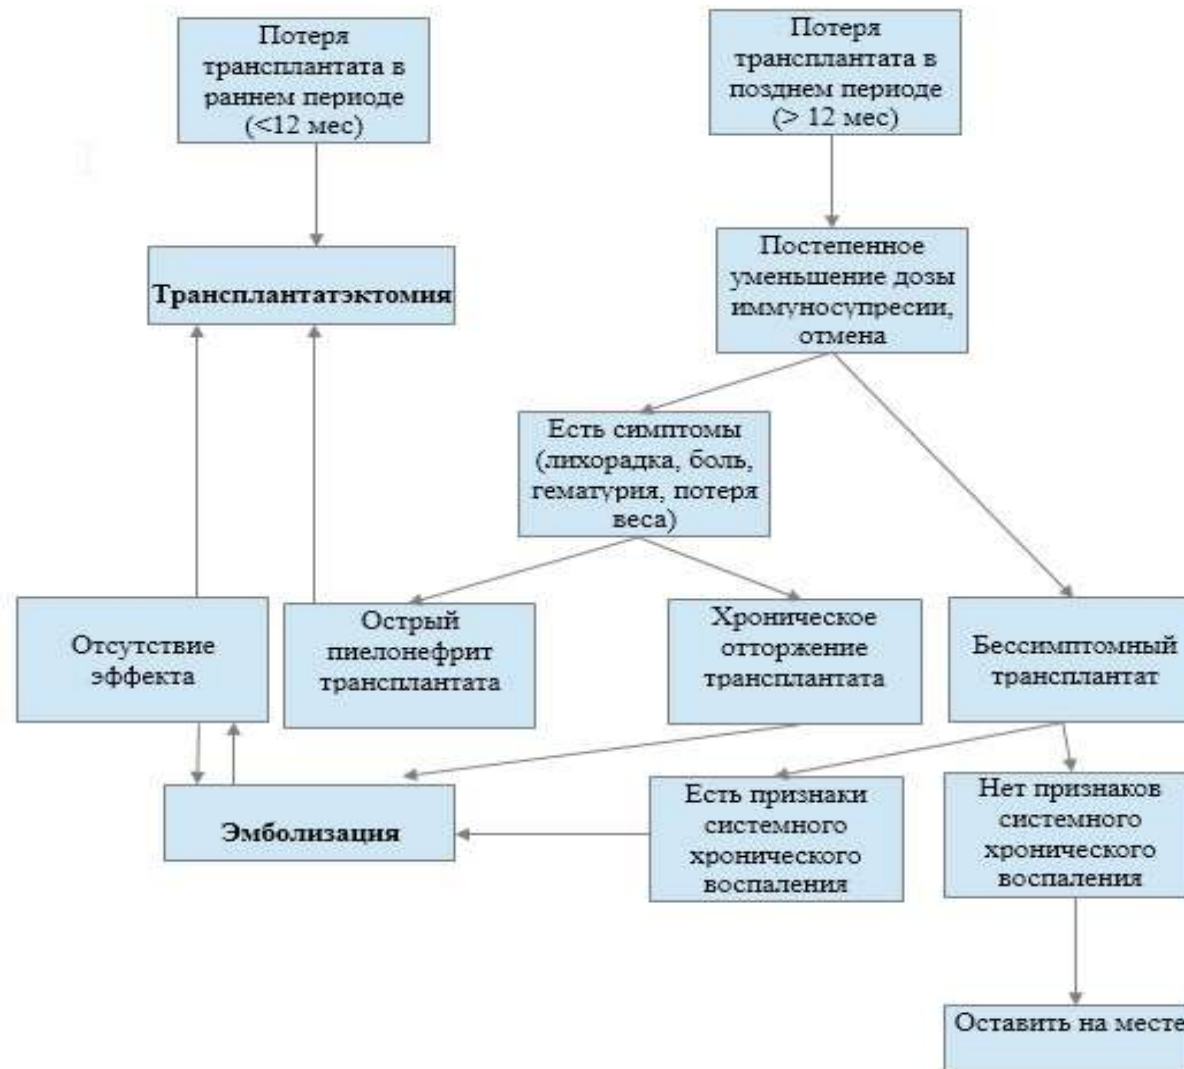 Потеря
трансплантата в
раннем периоде
(<12 мес)
Потеря
трансплантата в
позднем периоде
(> 12 мес)
Трансплантатэктомия
Постепенное
уменьшение дозы
иммуносупресии,
отмена
Есть симптомы
(лихорадка, боль,
гематурия, потеря
веса)
Отсутствие
эффекта
Острый
пиелонефрит
трансплантата
Хроническое
отторжение
трансплантата
Бессимптомный
трансплантат
Эмболизация
Есть признаки
системного
хронического
воспаления
Нет признаков
системного
хронического
воспаления
Оставить на месте